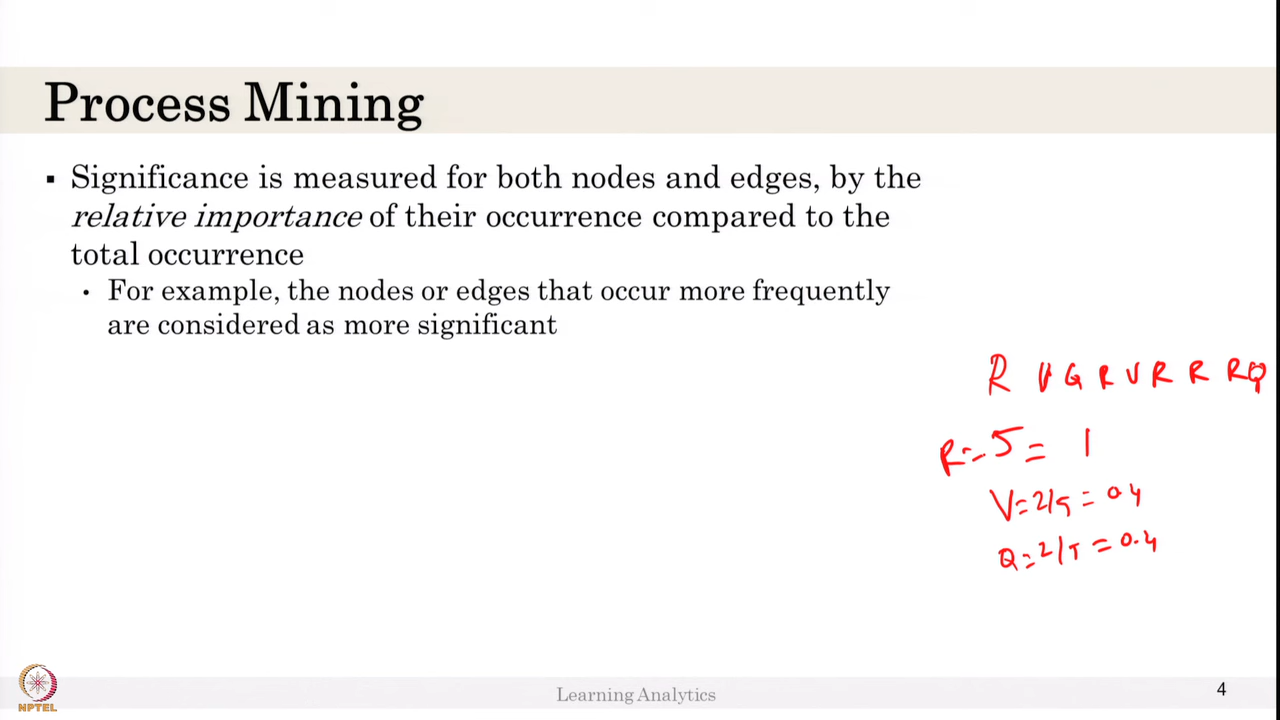 Process Mining
▪ Significance is measured for both nodes and edges, by the
relative importance of their occurrence compared to the
total occurrence
• For example, the nodes or edges that occur more frequently
are considered as more significant
R V Q R V R R R RQ
R = 5 = 1
V = 2/5 = 0.4
Q = 2/5 = 0.4
NPTEL
Learning Analytics
4